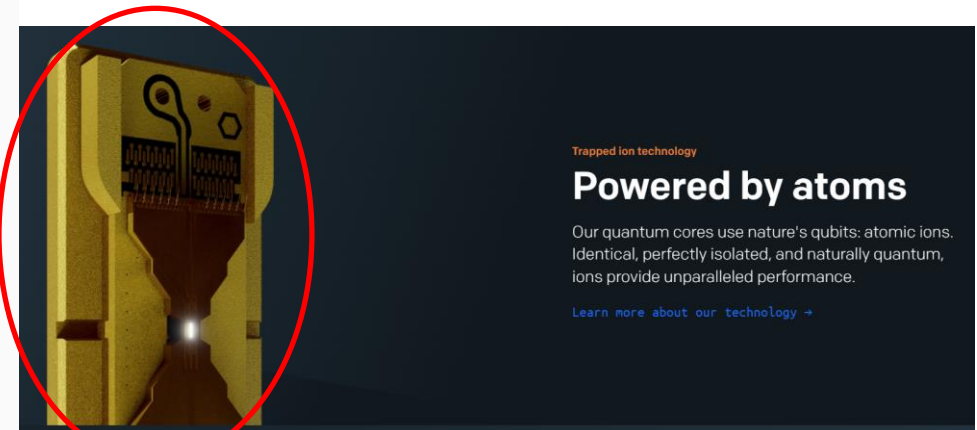 Trapped ion technology
Powered by atoms
Our quantum cores use nature's qubits: atomic ions.
Identical, perfectly isolated, and naturally quantum,
ions provide unparalleled performance.
Learn more about our technology →